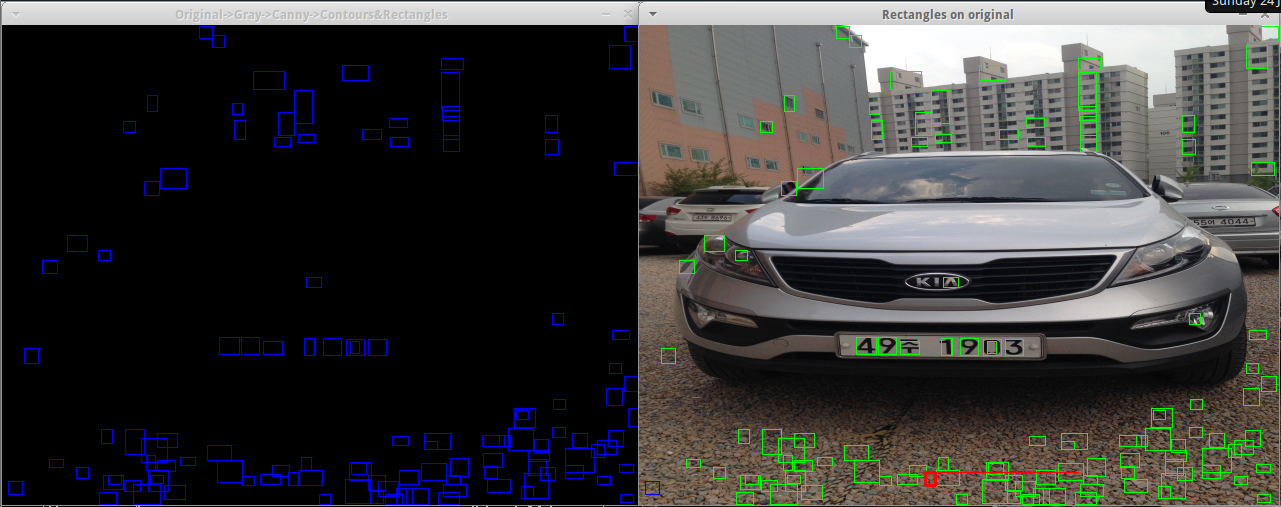 Original->Gray->Canny->Contours&Rectangles
Rectangles on original
Sunday 24
55어 4044
KIA
49주 1903